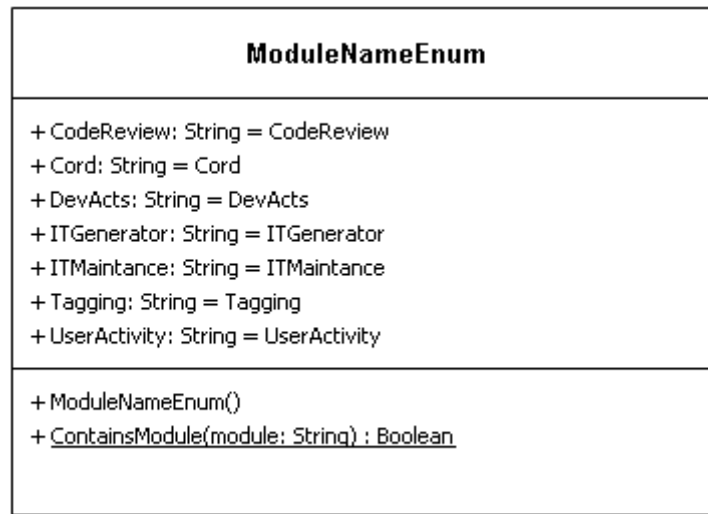 ModuleNameEnum
+ CodeReview: String = CodeReview
+ Cord: String = Cord
+ DevActs: String = DevActs
+ ITGenerator: String = ITGenerator
+ ITMaintance: String = ITMaintance
+ Tagging: String = Tagging
+ UserActivity: String = UserActivity
+ ModuleNameEnum()
+ ContainsModule(module: String) : Boolean